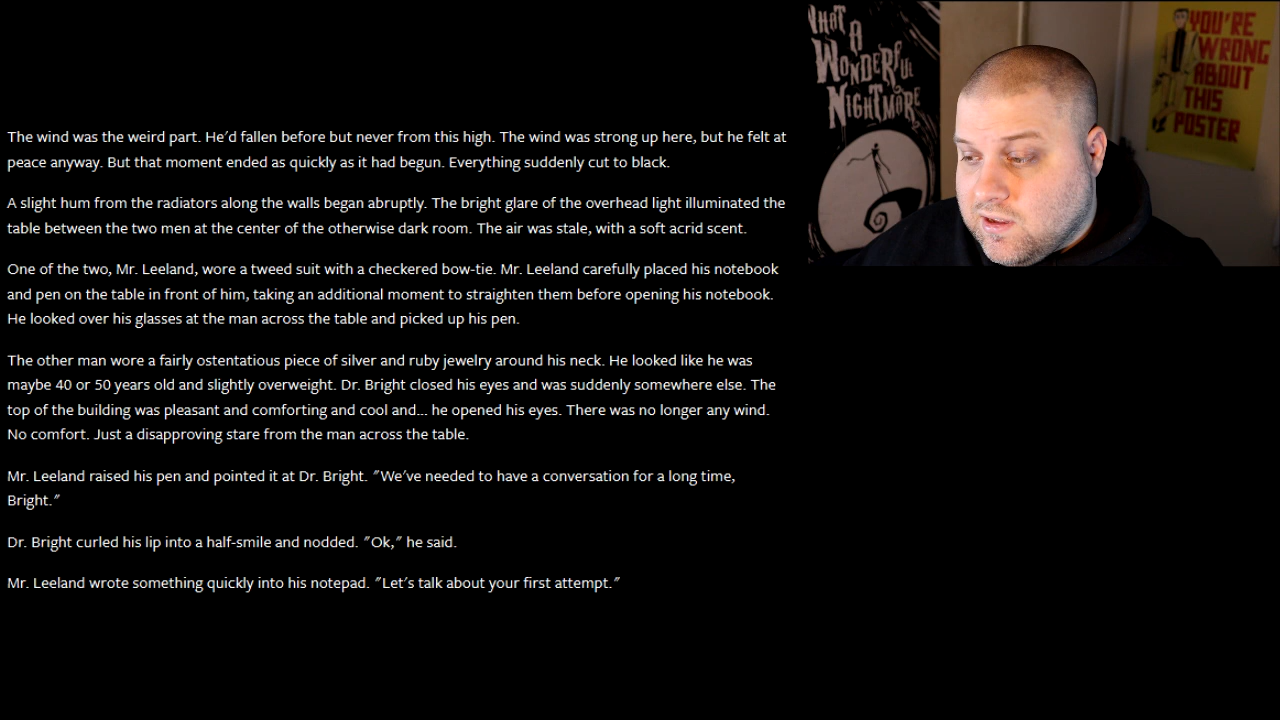 The wind was the weird part. He'd fallen before but never from this high. The wind was strong up here, but he felt at
peace anyway. But that moment ended as quickly as it had begun. Everything suddenly cut to black.
A slight hum from the radiators along the walls began abruptly. The bright glare of the overhead light illuminated the
table between the two men at the center of the otherwise dark room. The air was stale, with a soft acrid scent.
One of the two, Mr. Leeland, wore a tweed suit with a checkered bow-tie. Mr. Leeland carefully placed his notebook
and pen on the table in front of him, taking an additional moment to straighten them before opening his notebook.
He looked over his glasses at the man across the table and picked up his pen.
The other man wore a fairly ostentatious piece of silver and ruby jewelry around his neck. He looked like he was
maybe 40 or 50 years old and slightly overweight. Dr. Bright closed his eyes and was suddenly somewhere else. The
top of the building was pleasant and comforting and cool and... he opened his eyes. There was no longer any wind.
No comfort. Just a disapproving stare from the man across the table.
Mr. Leeland raised his pen and pointed it at Dr. Bright. "We've needed to have a conversation for a long time,
Bright."
Dr. Bright curled his lip into a half-smile and nodded. "Ok," he said.
Mr. Leeland wrote something quickly into his notepad. "Let's talk about your first attempt."
WHAT
A
WONDERFUL
NIGHTMARE
YOU'RE
WRONG
ABOUT
THIS
POSTER